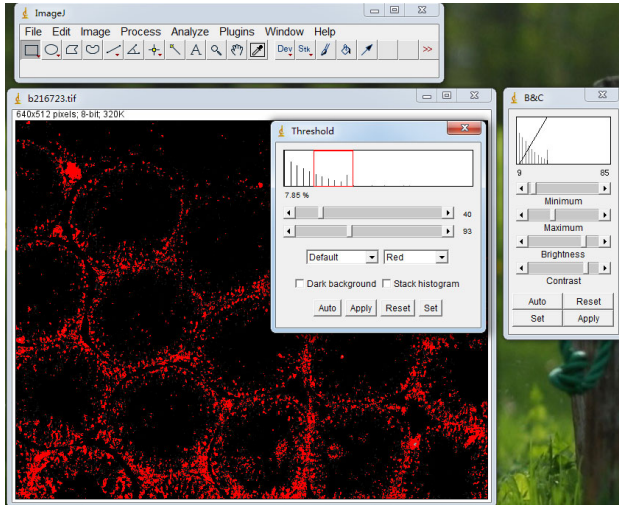 ImageJ
File Edit Image Process Analyze Plugins Window Help
A Dev Stk >>
b216723.tif
640x512 pixels; 8-bit; 320K
Threshold
7.85 %
40
93
Default Red
Dark background Stack histogram
Auto Apply Reset Set
B&C
9 85
Minimum
Maximum
Brightness
Contrast
Auto Reset
Set Apply